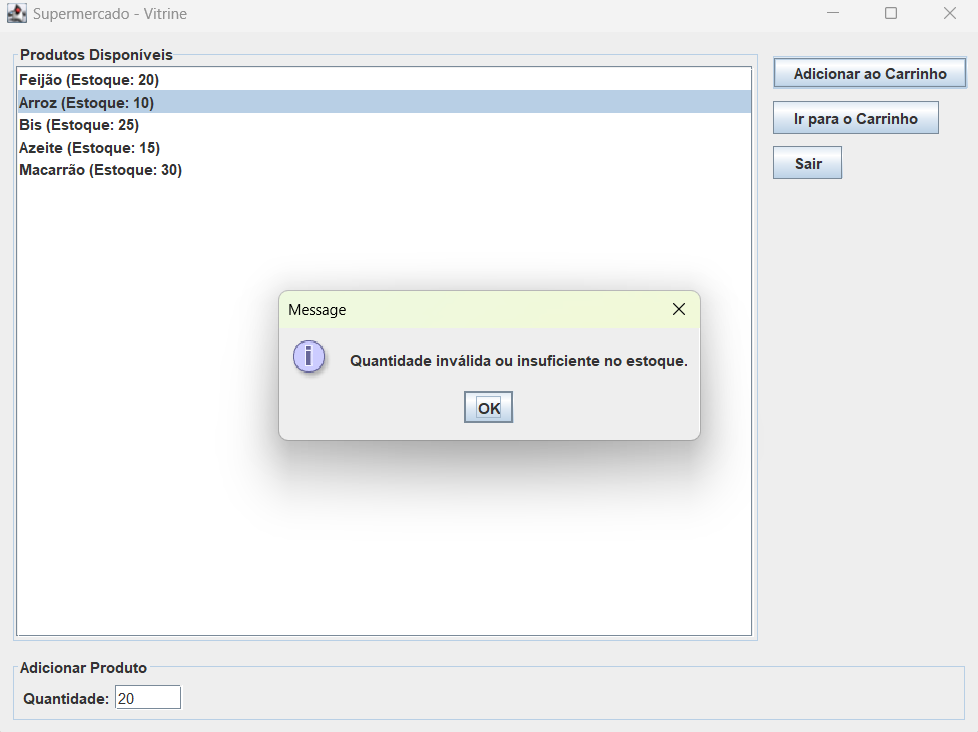 Supermercado - Vitrine
Produtos Disponíveis
Feijão (Estoque: 20)
Arroz (Estoque: 10)
Bis (Estoque: 25)
Azeite (Estoque: 15)
Macarrão (Estoque: 30)
Adicionar ao Carrinho
Ir para o Carrinho
Sair
Message
i
Quantidade inválida ou insuficiente no estoque.
OK
Adicionar Produto
Quantidade: 20